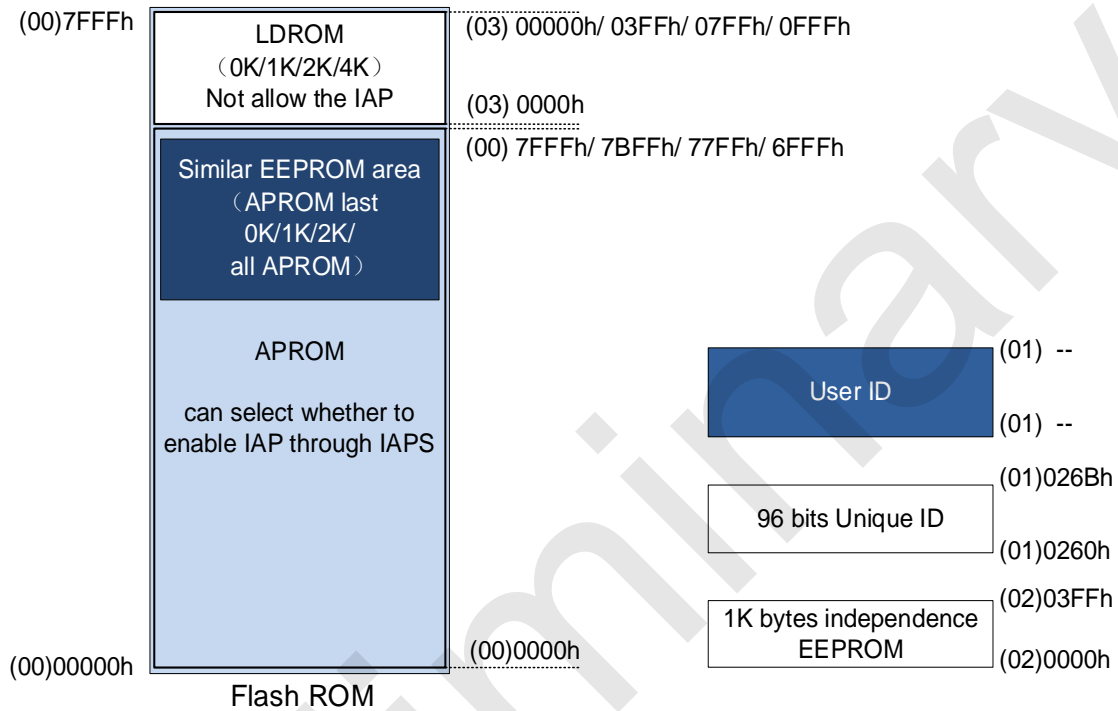 (00)7FFFh
LDROM
（0K/1K/2K/4K）
Not allow the IAP
(03) 00000h/ 03FFh/ 07FFh/ 0FFFh
(03) 0000h
(00) 7FFFh/ 7BFFh/ 77FFh/ 6FFFh
Similar EEPROM area
（APROM last
0K/1K/2K/
all APROM）
APROM
can select whether to
enable IAP through IAPS
(00)00000h
(00)0000h
Flash ROM
(01) --
User ID
(01) --
(01)026Bh
96 bits Unique ID
(01)0260h
(02)03FFh
1K bytes independence
EEPROM
(02)0000h